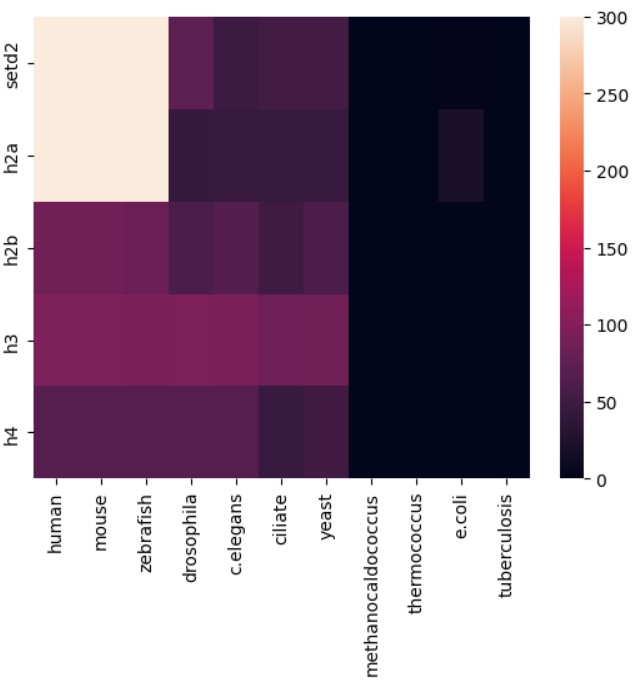 setd2
h2a
h2b
h3
h4
human
mouse
zebrafish
drosophila
c.elegans
ciliate
yeast
methanocaldococcus
thermococcus
e.coli
tuberculosis
300
250
200
150
100
50
0